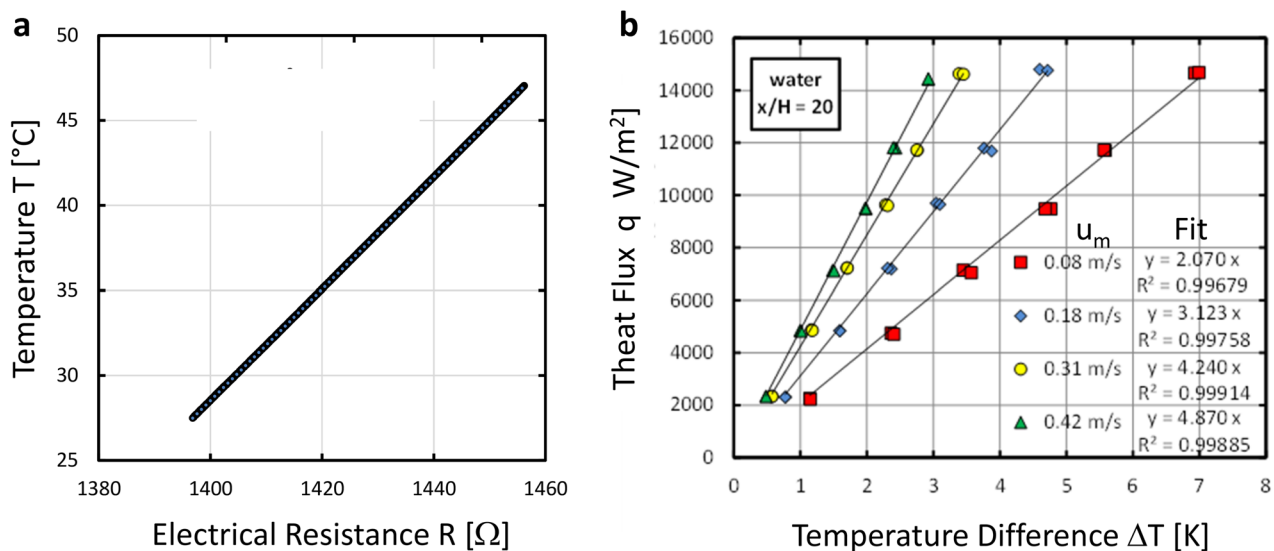 a
50
45
40
35
30
25
1380
1400
1420
1440
1460
Temperature T [°C]
Electrical Resistance R [Ω]
b
16000
14000
12000
10000
8000
6000
4000
2000
0
0
1
2
3
4
5
6
7
8
Theat Flux q W/m²]
Temperature Difference ΔT [K]
water
x/H = 20
uₘ Fit
0.08 m/s y = 2.070 x
R² = 0.99679
0.18 m/s y = 3.123 x
R² = 0.99758
0.31 m/s y = 4.240 x
R² = 0.99914
0.42 m/s y = 4.870 x
R² = 0.99885